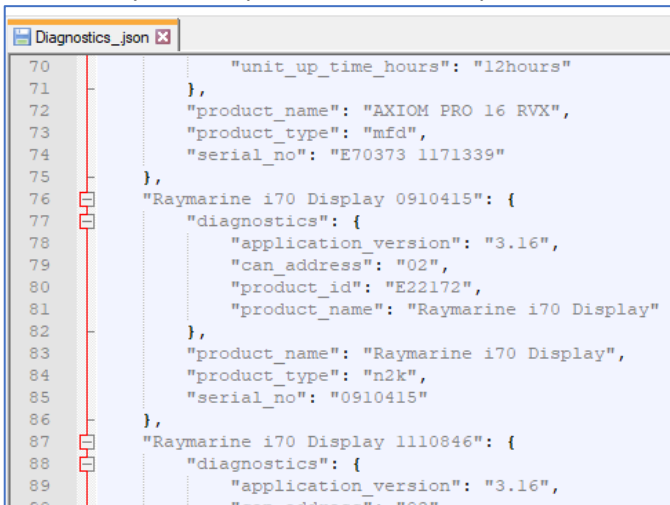 Diagnostics_.json
70 "unit_up_time_hours": "12hours"
71 },
72 "product_name": "AXIOM PRO 16 RVX",
73 "product_type": "mfd",
74 "serial_no": "E70373 1171339"
75 },
76 "Raymarine i70 Display 0910415": {
77 "diagnostics": {
78 "application_version": "3.16",
79 "can_address": "02",
80 "product_id": "E22172",
81 "product_name": "Raymarine i70 Display"
82 },
83 "product_name": "Raymarine i70 Display",
84 "product_type": "n2k",
85 "serial_no": "0910415"
86 },
87 "Raymarine i70 Display 1110846": {
88 "diagnostics": {
89 "application_version": "3.16",